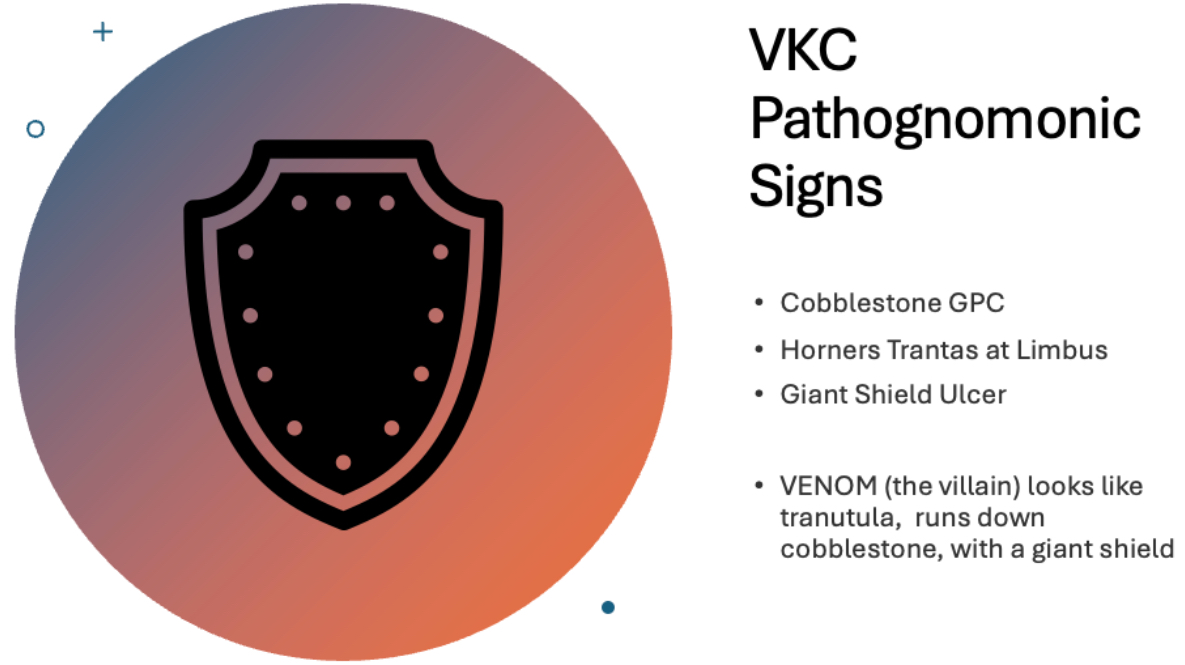 VKC
Pathognomonic
Signs
• Cobblestone GPC
• Horners Trantas at Limbus
• Giant Shield Ulcer
• VENOM (the villain) looks like
tranutula,  runs down
cobblestone, with a giant shield